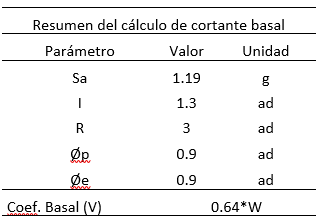 Resumen del cálculo de cortante basal
Parámetro Valor Unidad
Sa 1.19 g
I 1.3 ad
R 3 ad
Øp 0.9 ad
Øe 0.9 ad
Coef. Basal (V) 0.64*W